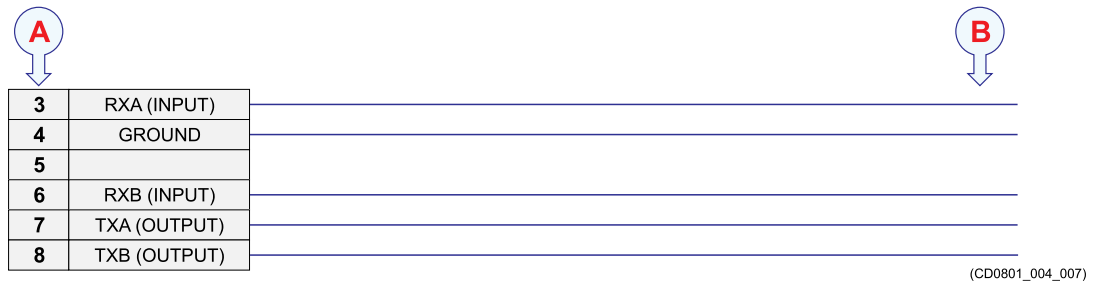 A
B
3 RXA (INPUT)
4 GROUND
5
6 RXB (INPUT)
7 TXA (OUTPUT)
8 TXB (OUTPUT)
(CD0801_004_007)